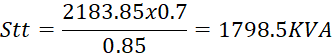 Stt = 2183.85x0.7 / 0.85 = 1798.5KVA